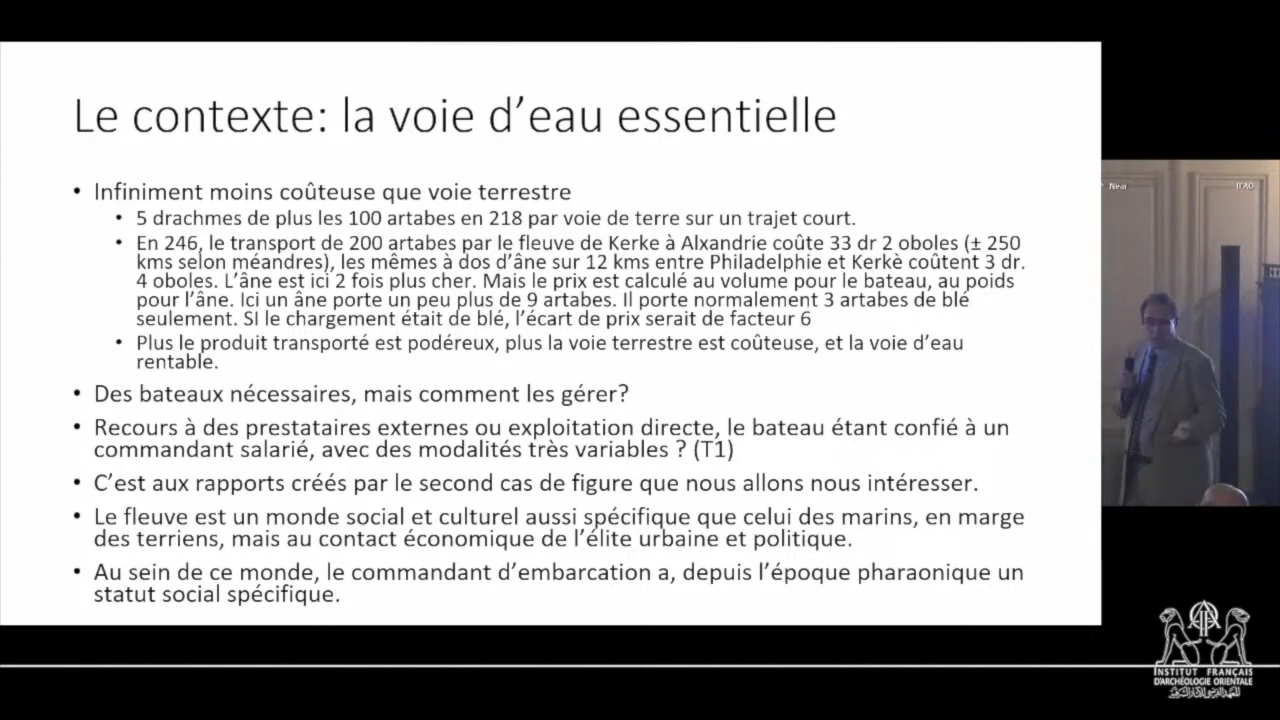 Le contexte: la voie d’eau essentielle
• Infiniment moins coûteuse que voie terrestre
• 5 drachmes de plus les 100 artabes en 218 par voie de terre sur un trajet court.
• En 246, le transport de 200 artabes par le fleuve de Kerke à Alxandrie coûte 33 dr 2 oboles (± 250
kms selon méandres), les mêmes à dos d’âne sur 12 kms entre Philadelphie et Kerkè coûtent 3 dr.
4 oboles. L’âne est ici 2 fois plus cher. Mais le prix est calculé au volume pour le bateau, au poids
pour l’âne. Ici un âne porte un peu plus de 9 artabes. Il porte normalement 3 artabes de blé
seulement. SI le chargement était de blé, l’écart de prix serait de facteur 6
• Plus le produit transporté est podéreux, plus la voie terrestre est coûteuse, et la voie d’eau
rentable.
• Des bateaux nécessaires, mais comment les gérer?
• Recours à des prestataires externes ou exploitation directe, le bateau étant confié à un
commandant salarié, avec des modalités très variables ? (T1)
• C’est aux rapports créés par le second cas de figure que nous allons nous intéresser.
• Le fleuve est un monde social et culturel aussi spécifique que celui des marins, en marge
des terriens, mais au contact économique de l’élite urbaine et politique.
• Au sein de ce monde, le commandant d’embarcation a, depuis l’époque pharaonique un
statut social spécifique.
Near
IFAO
INSTITUT FRANÇAIS
D'ARCHÉOLOGIE ORIENTALE